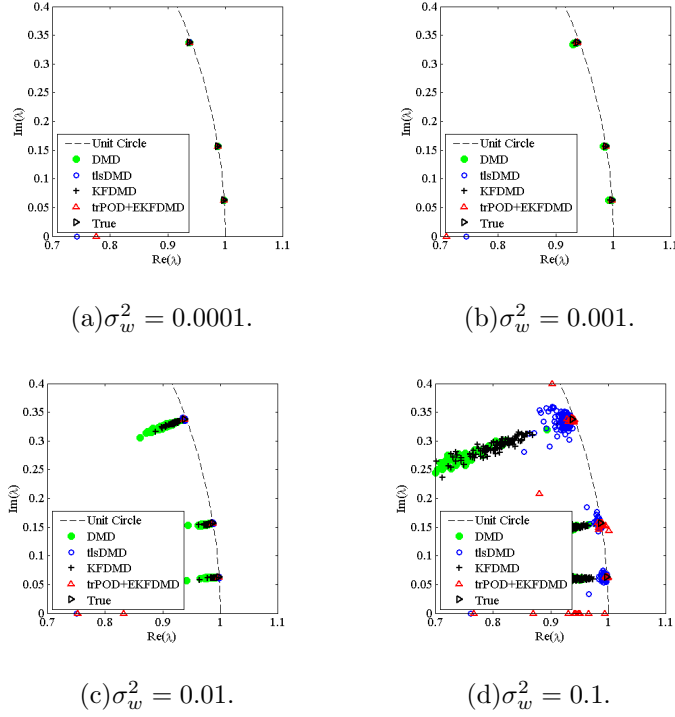 0.4
0.35
0.3
0.25
0.2
0.15
0.1
0.05
0
Im(λ)
Unit Circle
DMD
tlsDMD
KFDMD
trPOD+EKFDMD
True
0.7 0.8 0.9 1 1.1
Re(λ)
(a)σ_w^2 = 0.0001.
0.4
0.35
0.3
0.25
0.2
0.15
0.1
0.05
0
Im(λ)
Unit Circle
DMD
tlsDMD
KFDMD
trPOD+EKFDMD
True
0.7 0.8 0.9 1 1.1
Re(λ)
(b)σ_w^2 = 0.001.
0.4
0.35
0.3
0.25
0.2
0.15
0.1
0.05
0
Im(λ)
Unit Circle
DMD
tlsDMD
KFDMD
trPOD+EKFDMD
True
0.7 0.8 0.9 1 1.1
Re(λ)
(c)σ_w^2 = 0.01.
0.4
0.35
0.3
0.25
0.2
0.15
0.1
0.05
0
Im(λ)
Unit Circle
DMD
tlsDMD
KFDMD
trPOD+EKFDMD
True
0.7 0.8 0.9 1 1.1
Re(λ)
(d)σ_w^2 = 0.1.